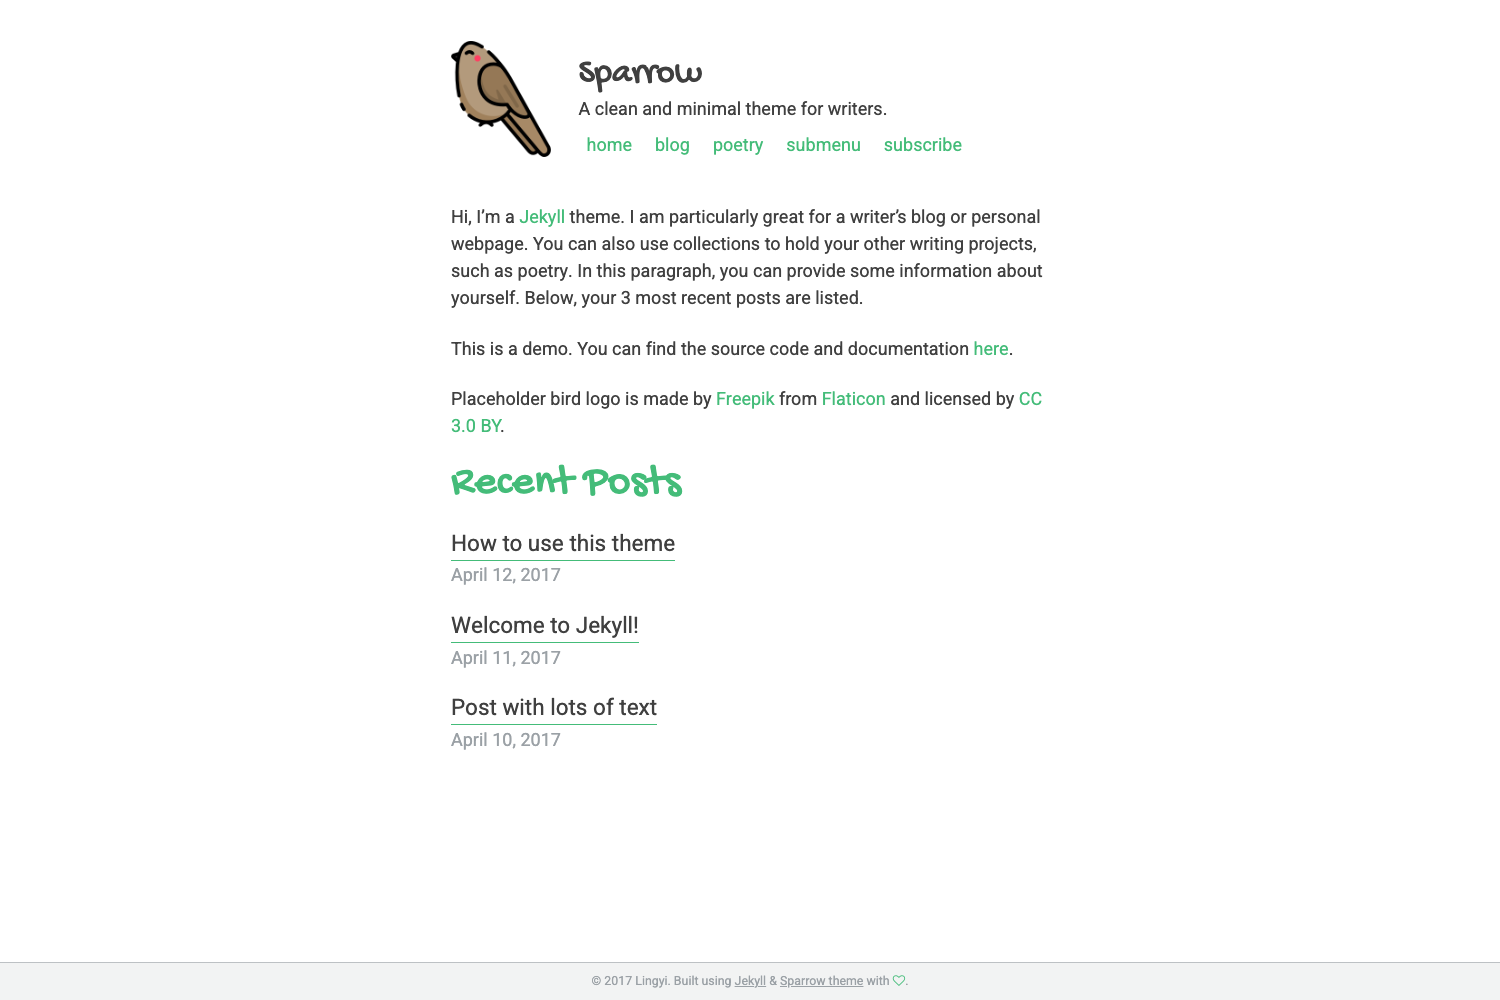 Sparrow
A clean and minimal theme for writers.
home blog poetry submenu subscribe
Hi, I’m a Jekyll theme. I am particularly great for a writer’s blog or personal
webpage. You can also use collections to hold your other writing projects,
such as poetry. In this paragraph, you can provide some information about
yourself. Below, your 3 most recent posts are listed.
This is a demo. You can find the source code and documentation here.
Placeholder bird logo is made by Freepik from Flaticon and licensed by CC
3.0 BY.
Recent Posts
How to use this theme
April 12, 2017
Welcome to Jekyll!
April 11, 2017
Post with lots of text
April 10, 2017
© 2017 Lingyi. Built using Jekyll & Sparrow theme with ♡.